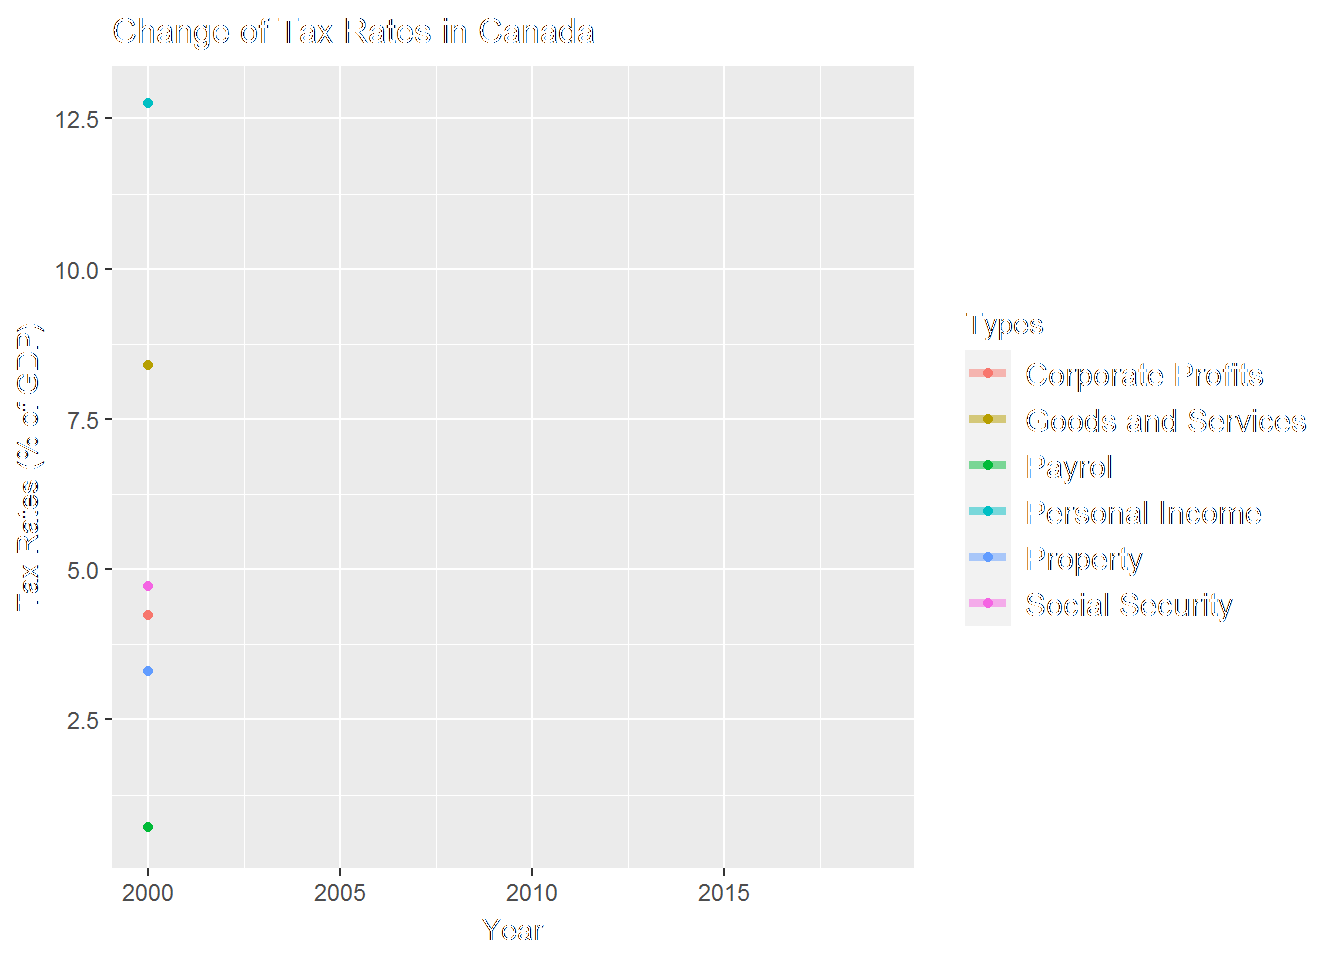 Change of Tax Rates in Canada
12.5
10.0
7.5
5.0
2.5
Tax Rates (% of GDP)
2000
2005
2010
2015
Year
Types
Corporate Profits
Goods and Services
Payrol
Personal Income
Property
Social Security